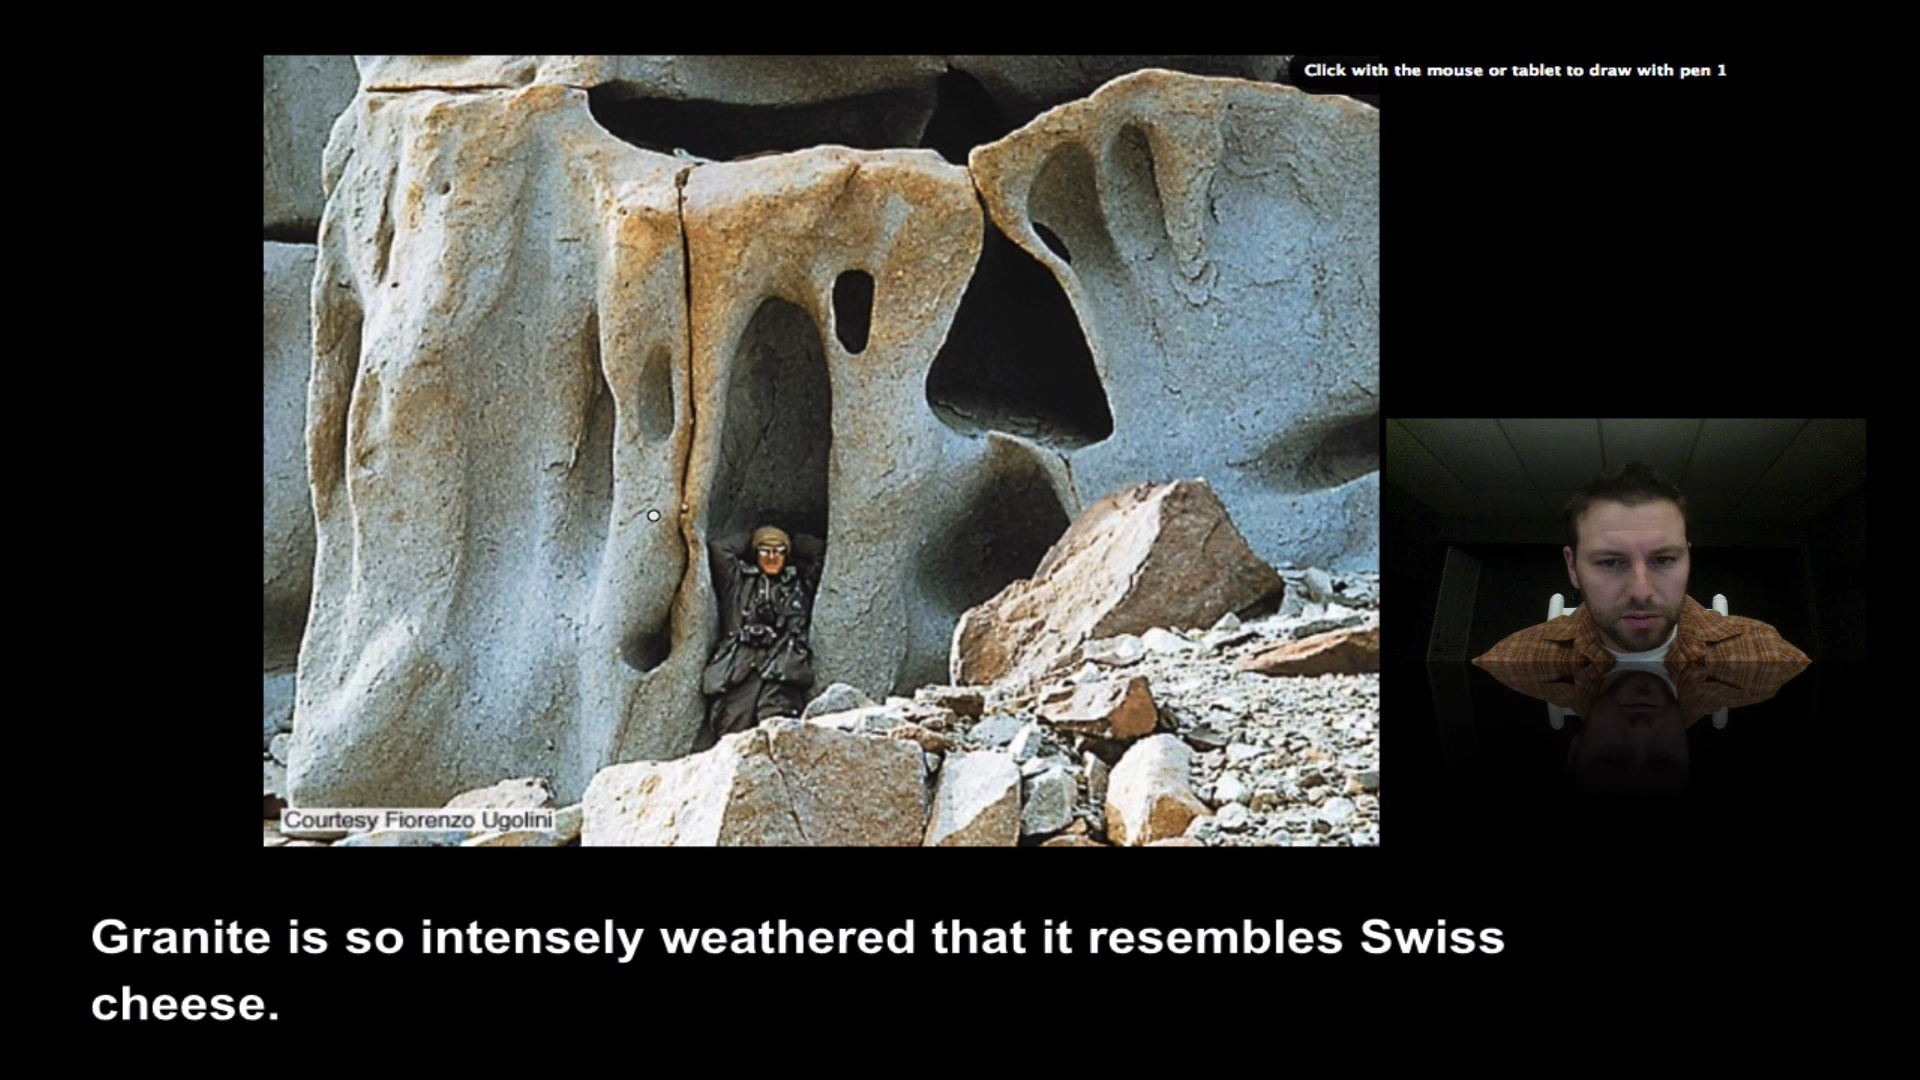 Click with the mouse or tablet to draw with pen 1
Courtesy Fiorenzo Ugolini
Granite is so intensely weathered that it resembles Swiss
cheese.